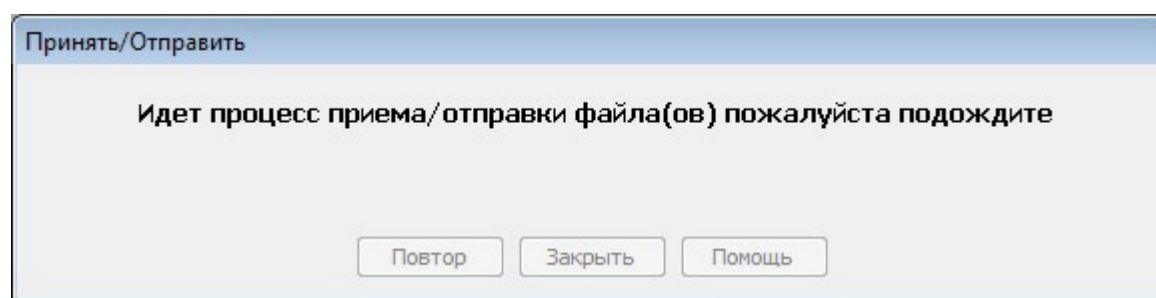 Принять/Отправить
Идет процесс приема/отправки файла(ов) пожалуйста подождите
Повтор Закрыть Помощь